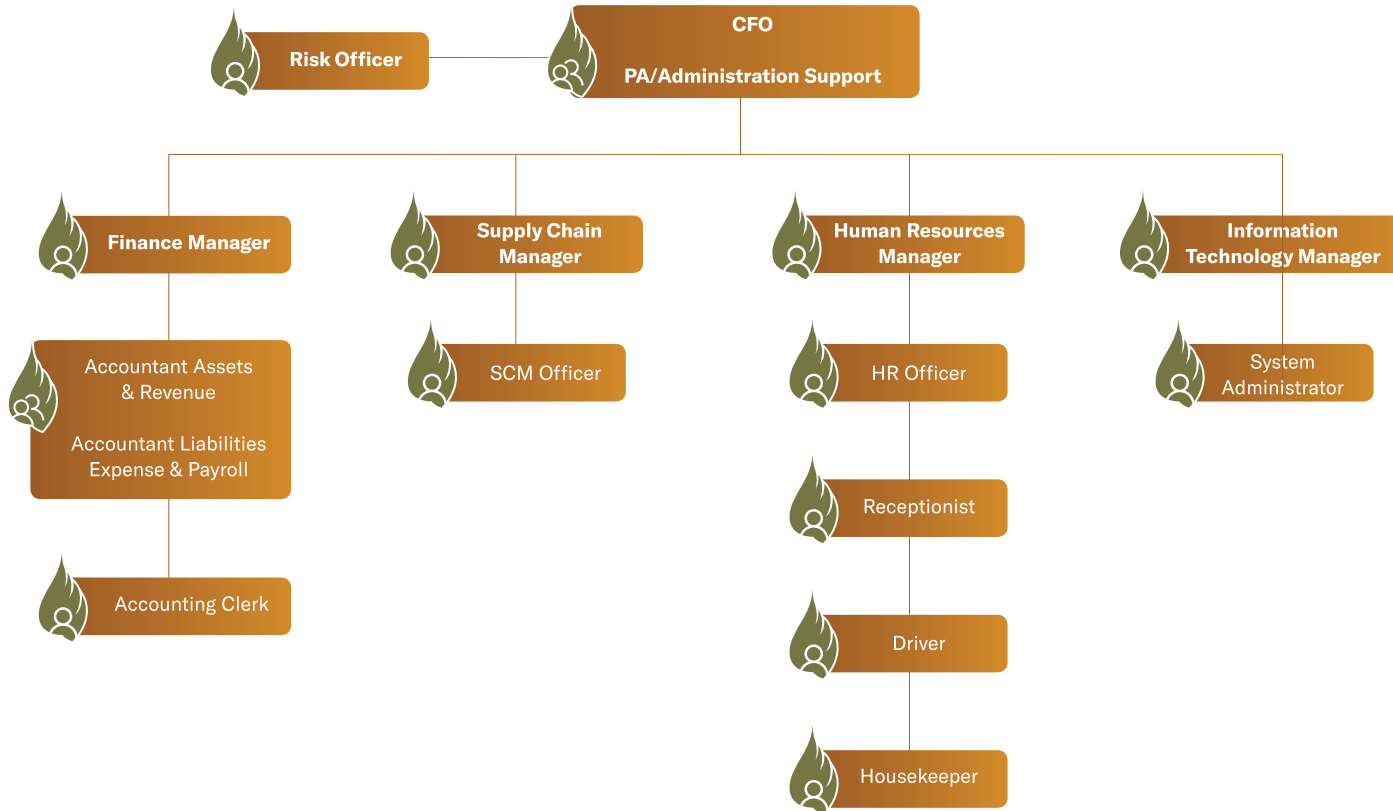 CFO
Risk Officer
PA/Administration Support
Finance Manager
Supply Chain
Manager
Human Resources
Manager
Information
Technology Manager
Accountant Assets
& Revenue
Accountant Liabilities
Expense & Payroll
SCM Officer
HR Officer
System
Administrator
Receptionist
Accounting Clerk
Driver
Housekeeper